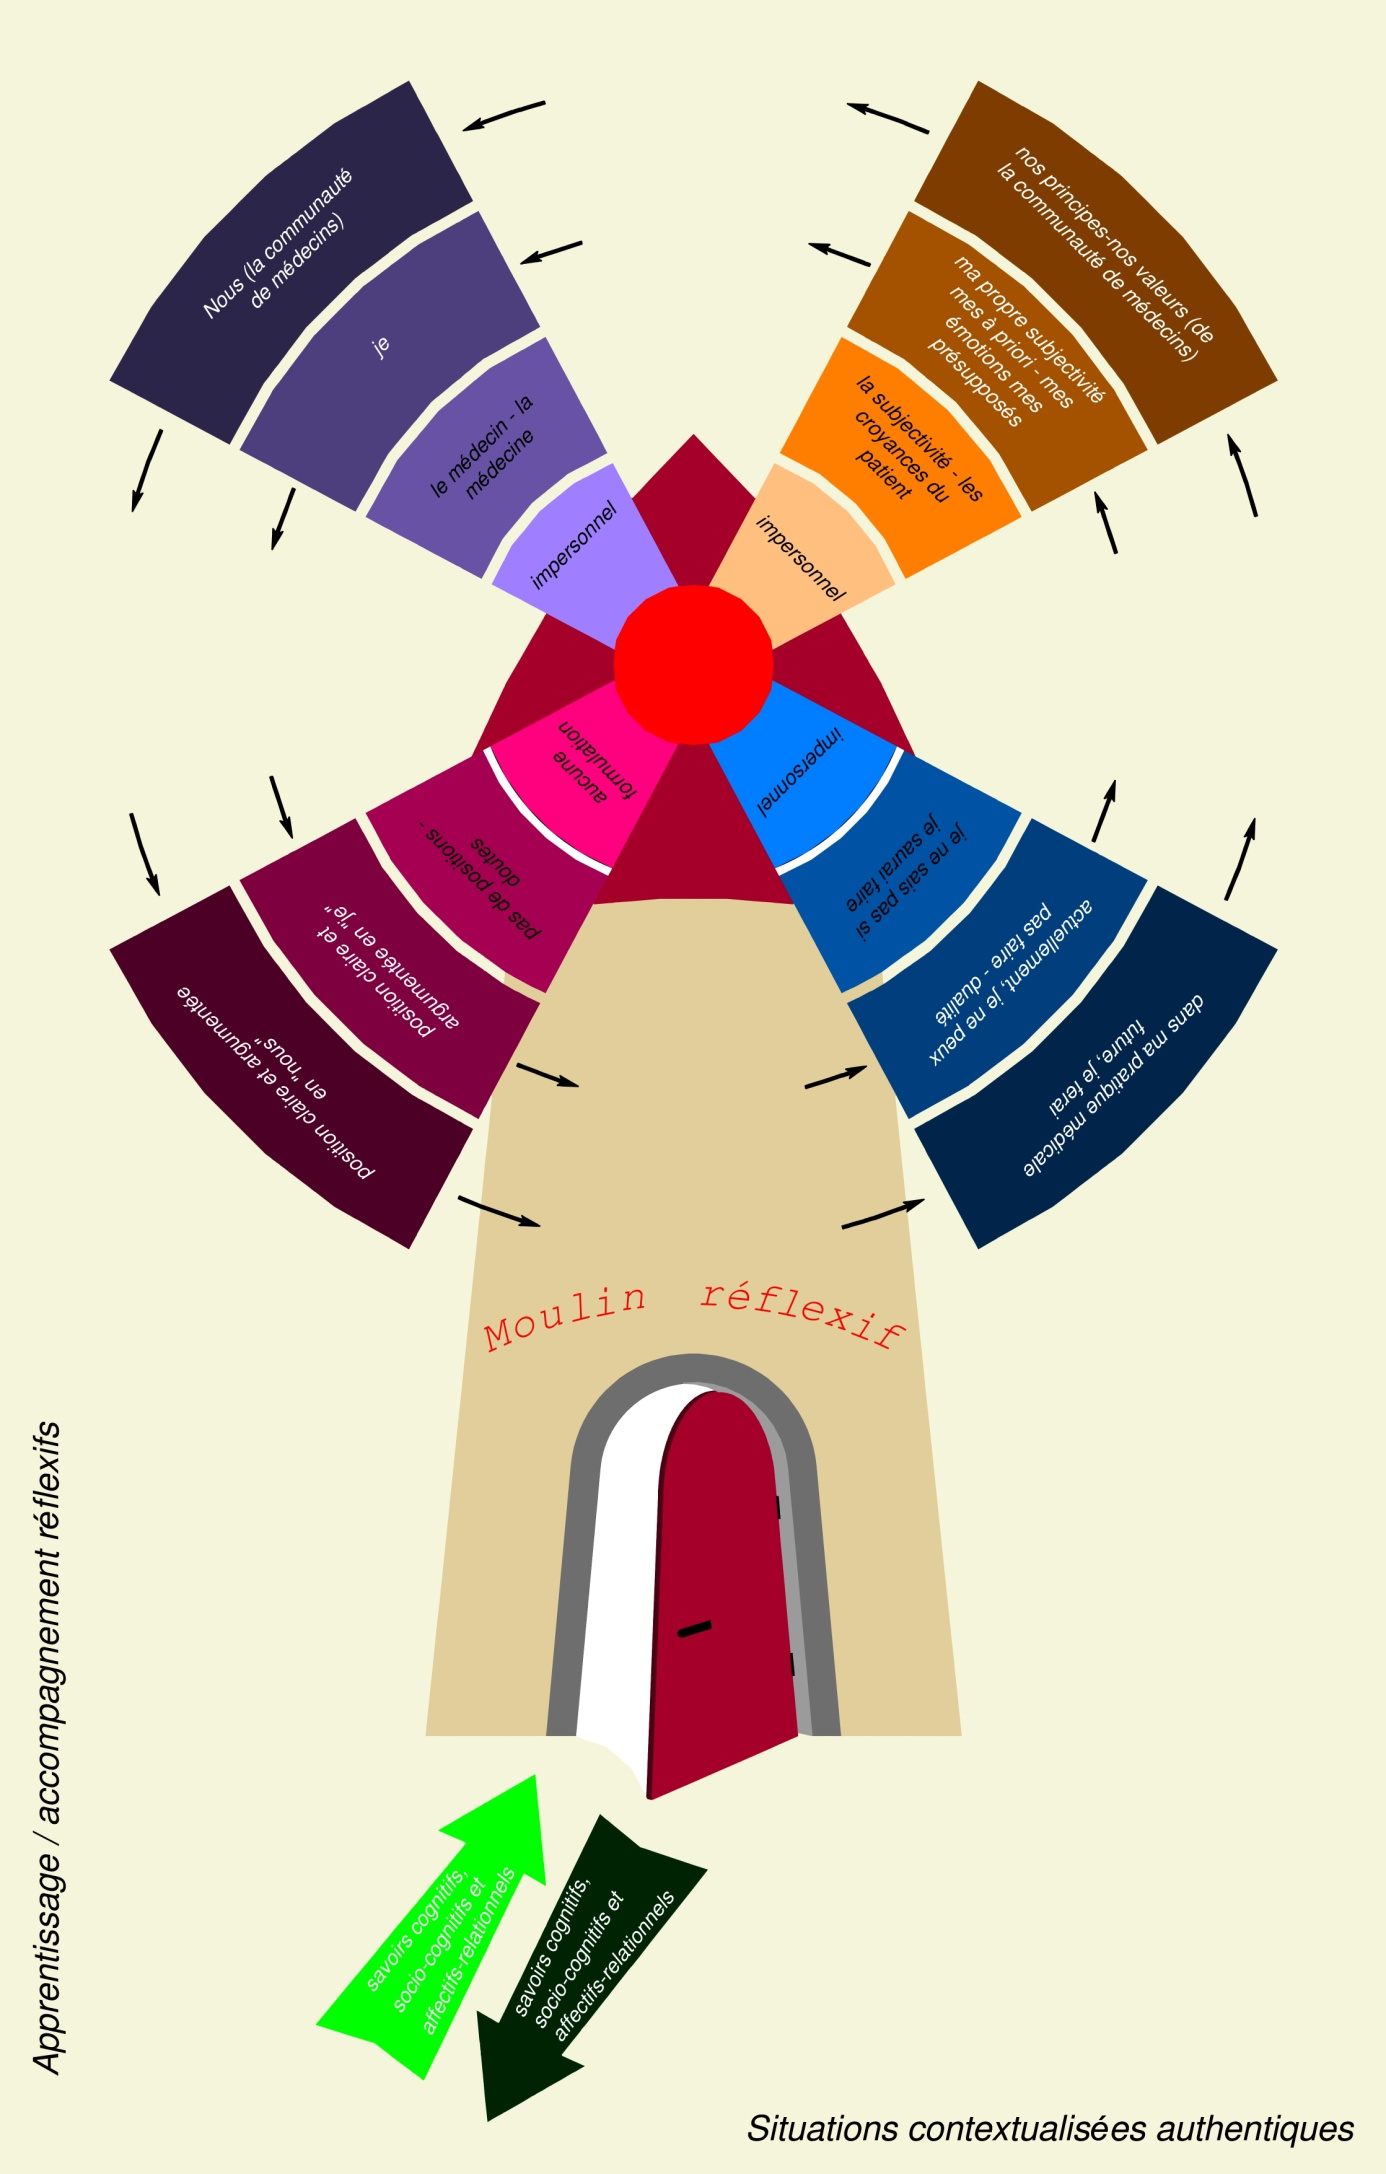 Nous (la communauté
de médecins)
je
le médecin - la
médecine
impersonnel
nos principes-nos valeurs (de
la communauté de médecins)
ma propre subjectivité
mes à priori - mes
émotions mes
présupposés
la subjectivité - les
croyances du
patient
impersonnel
aucune
formulation
pas de positions -
doutes
position claire et
argumentée en "je"
position claire et argumentée
en "nous"
impersonnel
je ne sais pas si
je saurai faire
actuellement, je ne peux
pas faire - dualité
dans ma pratique médicale
future, je ferai
Moulin réflexif
Apprentissage / accompagnement réflexifs
savoirs cognitifs,
socio-cognitifs et
affectifs-relationnels
savoirs cognitifs,
socio-cognitifs et
affectifs-relationnels
Situations contextualisées authentiques